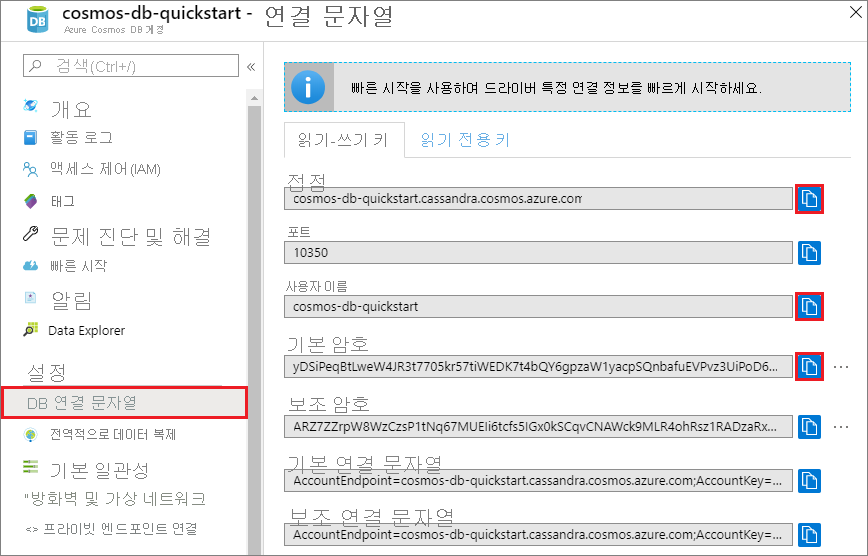 cosmos-db-quickstart - 연결 문자열
Azure Cosmos DB 계정
검색(Ctrl+/)
개요
활동 로그
액세스 제어(IAM)
태그
문제 진단 및 해결
빠른 시작
알림
Data Explorer
설정
DB 연결 문자열
전역적으로 데이터 복제
기본 일관성
"방화벽 및 가상 네트워크
<> 프라이빗 엔드포인트 연결
빠른 시작을 사용하여 드라이버 특정 연결 정보를 빠르게 시작하세요.
읽기-쓰기 키 읽기 전용 키
접점
cosmos-db-quickstart.cassandra.cosmos.azure.com
포트
10350
사용자 이름
cosmos-db-quickstart
기본 암호
yDSiPeqBtLweW4JR3t7705kr57tiWEDK7t4bQY6gpzaW1yacpSQnbafuEVPvz3UiPoD6...
보조 암호
ARZ7ZZrpW8WzCzsP1tNq67MUEIi6tcfs5IGx0kSCqvCNAWck9MLR4ohRsz1RADzaRx...
기본 연결 문자열
AccountEndpoint=cosmos-db-quickstart.cassandra.cosmos.azure.com;AccountKey=...
보조 연결 문자열
AccountEndpoint=cosmos-db-quickstart.cassandra.cosmos.azure.com;AccountKey=...